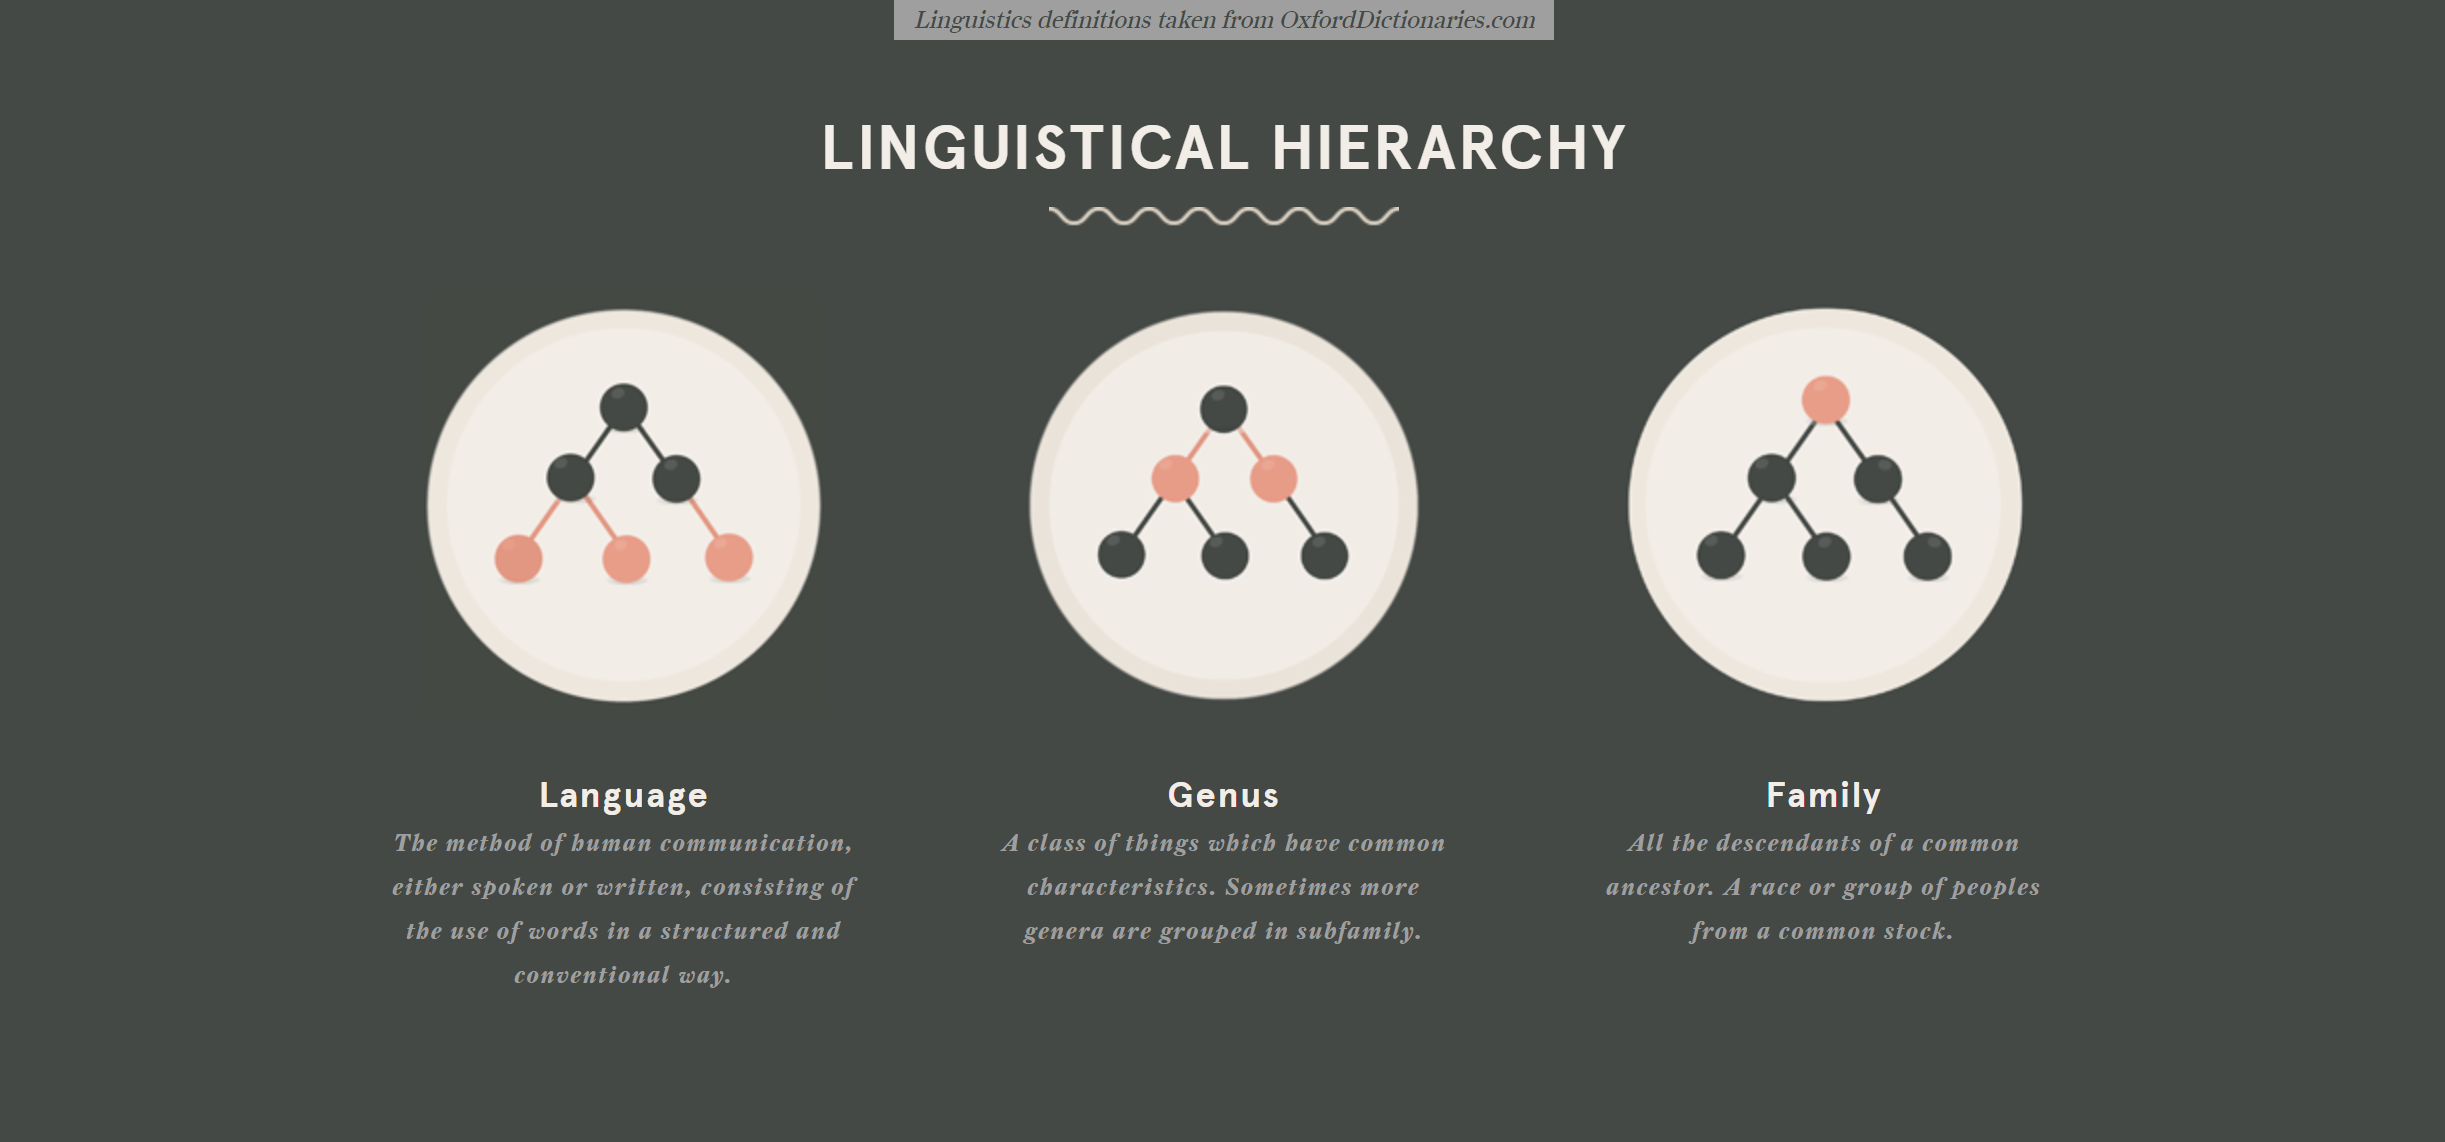 Linguistics definitions taken from OxfordDictionaries.com
LINGUISTICAL HIERARCHY
Language
The method of human communication,
either spoken or written, consisting of
the use of words in a structured and
conventional way.
Genus
A class of things which have common
characteristics. Sometimes more
genera are grouped in subfamily.
Family
All the descendants of a common
ancestor. A race or group of peoples
from a common stock.